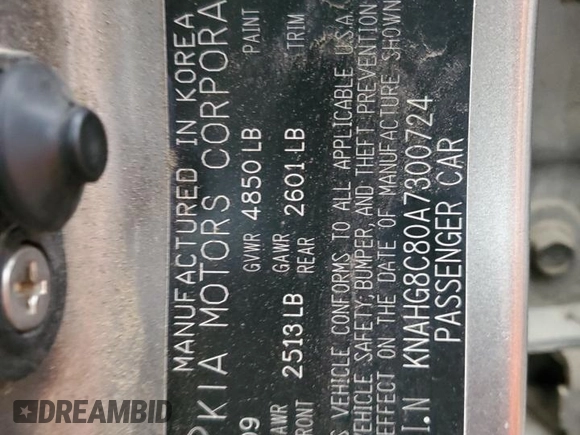 MANUFACTURED IN KOREA
KIA MOTORS CORPORA
09 GVWR 4850 LB PAINT
GAWR GAWR TRIM
FRONT 2513 LB REAR 2601 LB
S VEHICLE CONFORMS TO ALL APPLICABLE U.S.A.
VEHICLE SAFETY, BUMPER, AND THEFT PREVENTION
EFFECT ON THE DATE OF MANUFACTURE SHOWN
I.N KNAHG8C80A7300724
PASSENGER CAR
DREAMBID